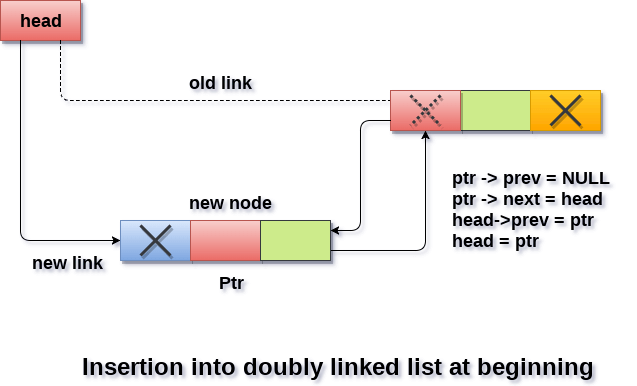 head
old link
ptr -> prev = NULL
ptr -> next = head
head->prev = ptr
head = ptr
new node
new link
Ptr
Insertion into doubly linked list at beginning